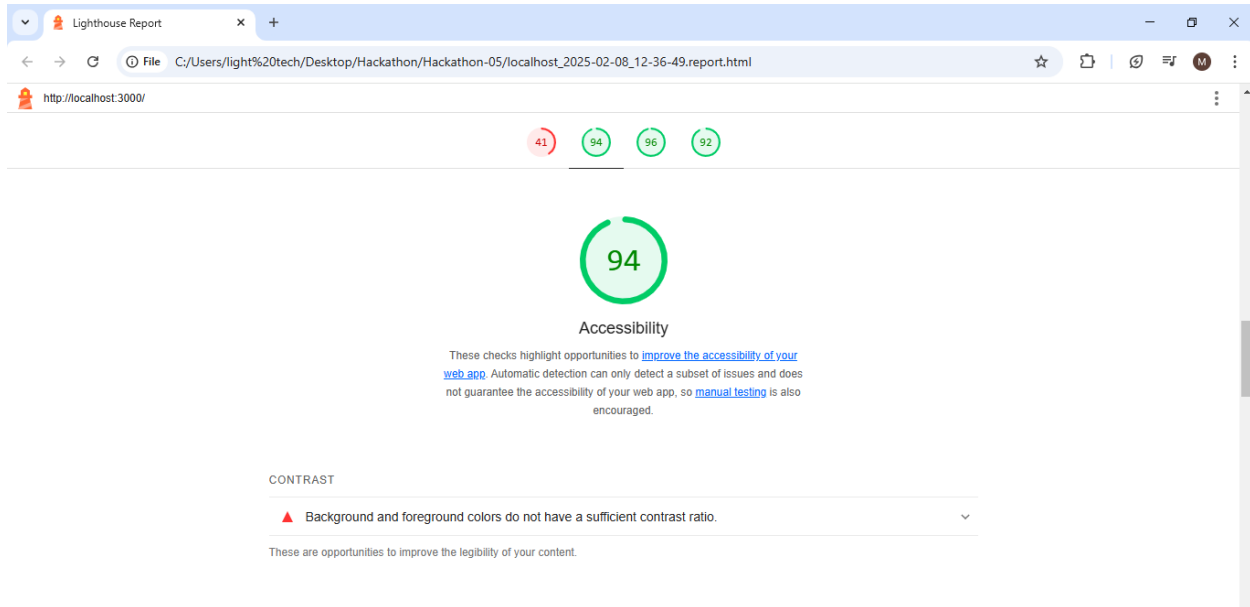 Lighthouse Report
File
C:/Users/light%20tech/Desktop/Hackathon/Hackathon-05/localhost_2025-02-08_12-36-49.report.html
M
http://localhost:3000/
41
94
96
92
94
Accessibility
These checks highlight opportunities to improve the accessibility of your
web app. Automatic detection can only detect a subset of issues and does
not guarantee the accessibility of your web app, so manual testing is also
encouraged.
CONTRAST
Background and foreground colors do not have a sufficient contrast ratio.
These are opportunities to improve the legibility of your content.